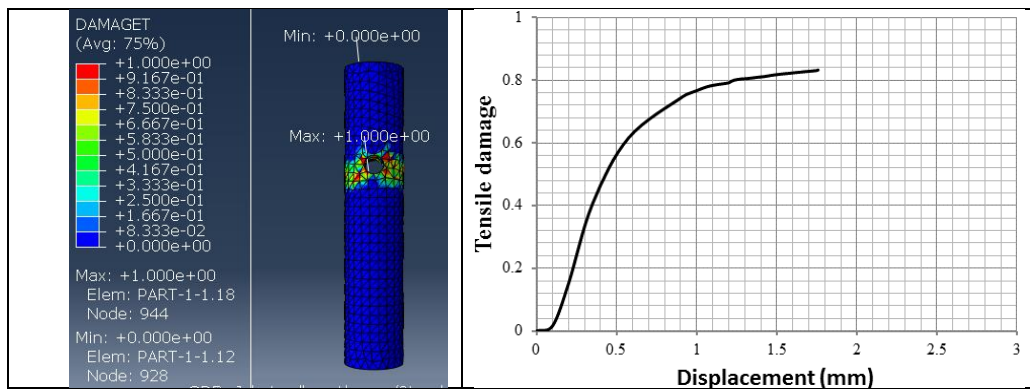 DAMAGET
(Avg: 75%)
+1.000e+00
+9.167e-01
+8.333e-01
+7.500e-01
+6.667e-01
+5.833e-01
+5.000e-01
+4.167e-01
+3.333e-01
+2.500e-01
+1.667e-01
+8.333e-02
+0.000e+00
Max: +1.000e+00
Elem: PART-1-1.18
Node: 944
Min: +0.000e+00
Elem: PART-1-1.12
Node: 928
Min: +0.000e+00
Max: +1.000e+00
Tensile damage
1
0.8
0.6
0.4
0.2
0
0 0.5 1 1.5 2 2.5 3
Displacement (mm)